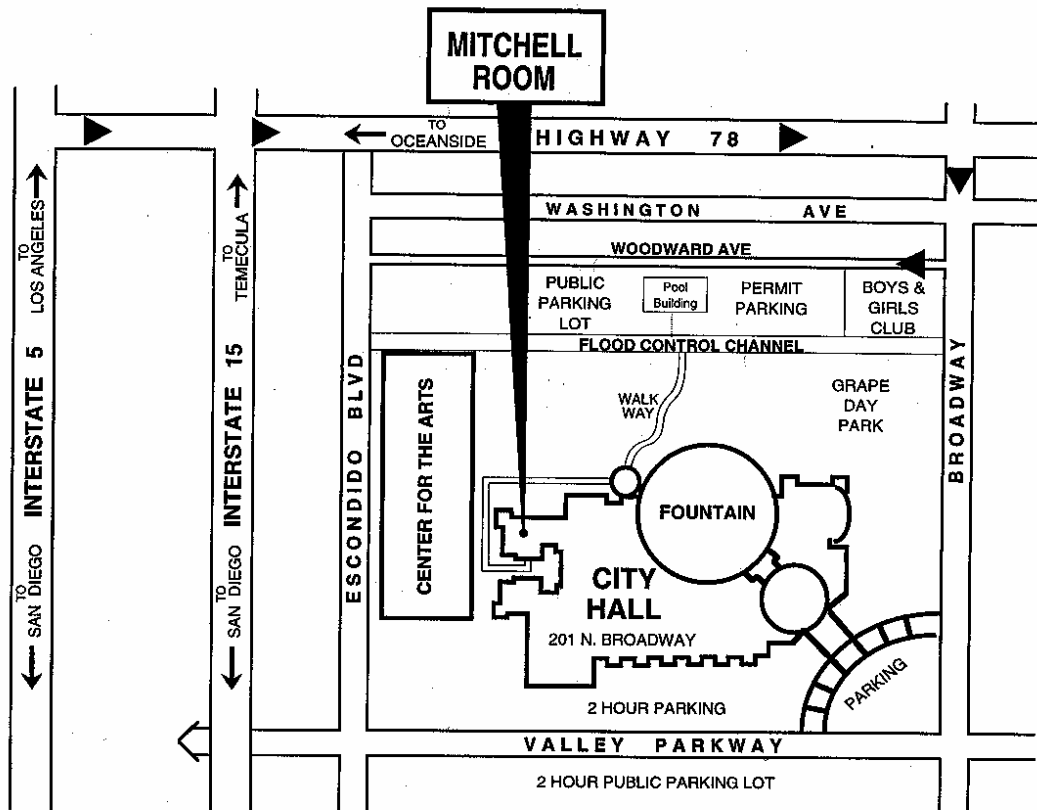 MITCHELL
ROOM
TO
OCEANSIDE
HIGHWAY 78
WASHINGTON AVE
WOODWARD AVE
TO
LOS ANGELES
INTERSTATE 5
TO
SAN DIEGO
TO
TEMECULA
INTERSTATE 15
TO
SAN DIEGO
ESCONDIDO BLVD
PUBLIC
PARKING
LOT
Pool
Building
PERMIT
PARKING
BOYS &
GIRLS
CLUB
FLOOD CONTROL CHANNEL
CENTER FOR THE ARTS
WALK
WAY
GRAPE
DAY
PARK
BROADWAY
FOUNTAIN
CITY
HALL
201 N. BROADWAY
PARKING
2 HOUR PARKING
VALLEY PARKWAY
2 HOUR PUBLIC PARKING LOT